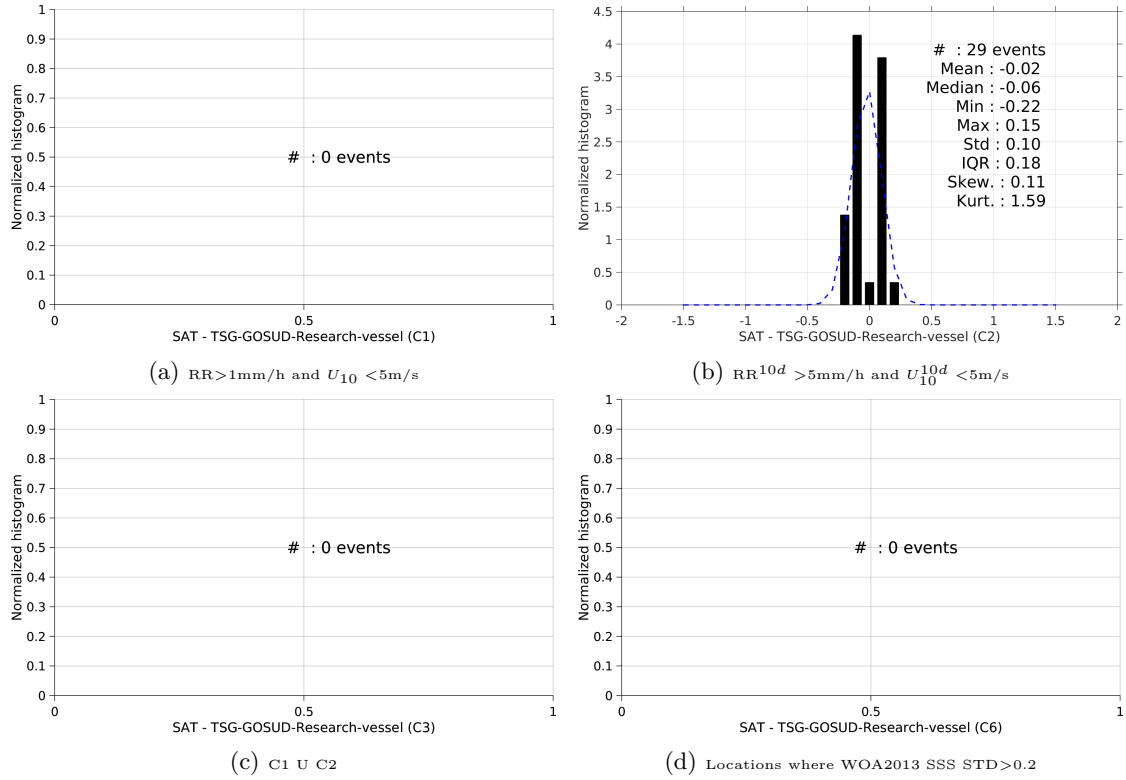 1
0.9
0.8
0.7
0.6
0.5
0.4
0.3
0.2
0.1
0
Normalized histogram
# : 0 events
0 0.5 1
SAT - TSG-GOSUD-Research-vessel (C1)
(a) RR>1mm/h and U10 <5m/s
4.5
4
3.5
3
2.5
2
1.5
1
0.5
0
Normalized histogram
# : 29 events
Mean : -0.02
Median : -0.06
Min : -0.22
Max : 0.15
Std : 0.10
IQR : 0.18
Skew. : 0.11
Kurt. : 1.59
-2 -1.5 -1 -0.5 0 0.5 1 1.5 2
SAT - TSG-GOSUD-Research-vessel (C2)
(b) RR10d >5mm/h and U10d10 <5m/s
1
0.9
0.8
0.7
0.6
0.5
0.4
0.3
0.2
0.1
0
Normalized histogram
# : 0 events
0 0.5 1
SAT - TSG-GOSUD-Research-vessel (C3)
(c) C1 U C2
1
0.9
0.8
0.7
0.6
0.5
0.4
0.3
0.2
0.1
0
Normalized histogram
# : 0 events
0 0.5 1
SAT - TSG-GOSUD-Research-vessel (C6)
(d) Locations where WOA2013 SSS STD>0.2